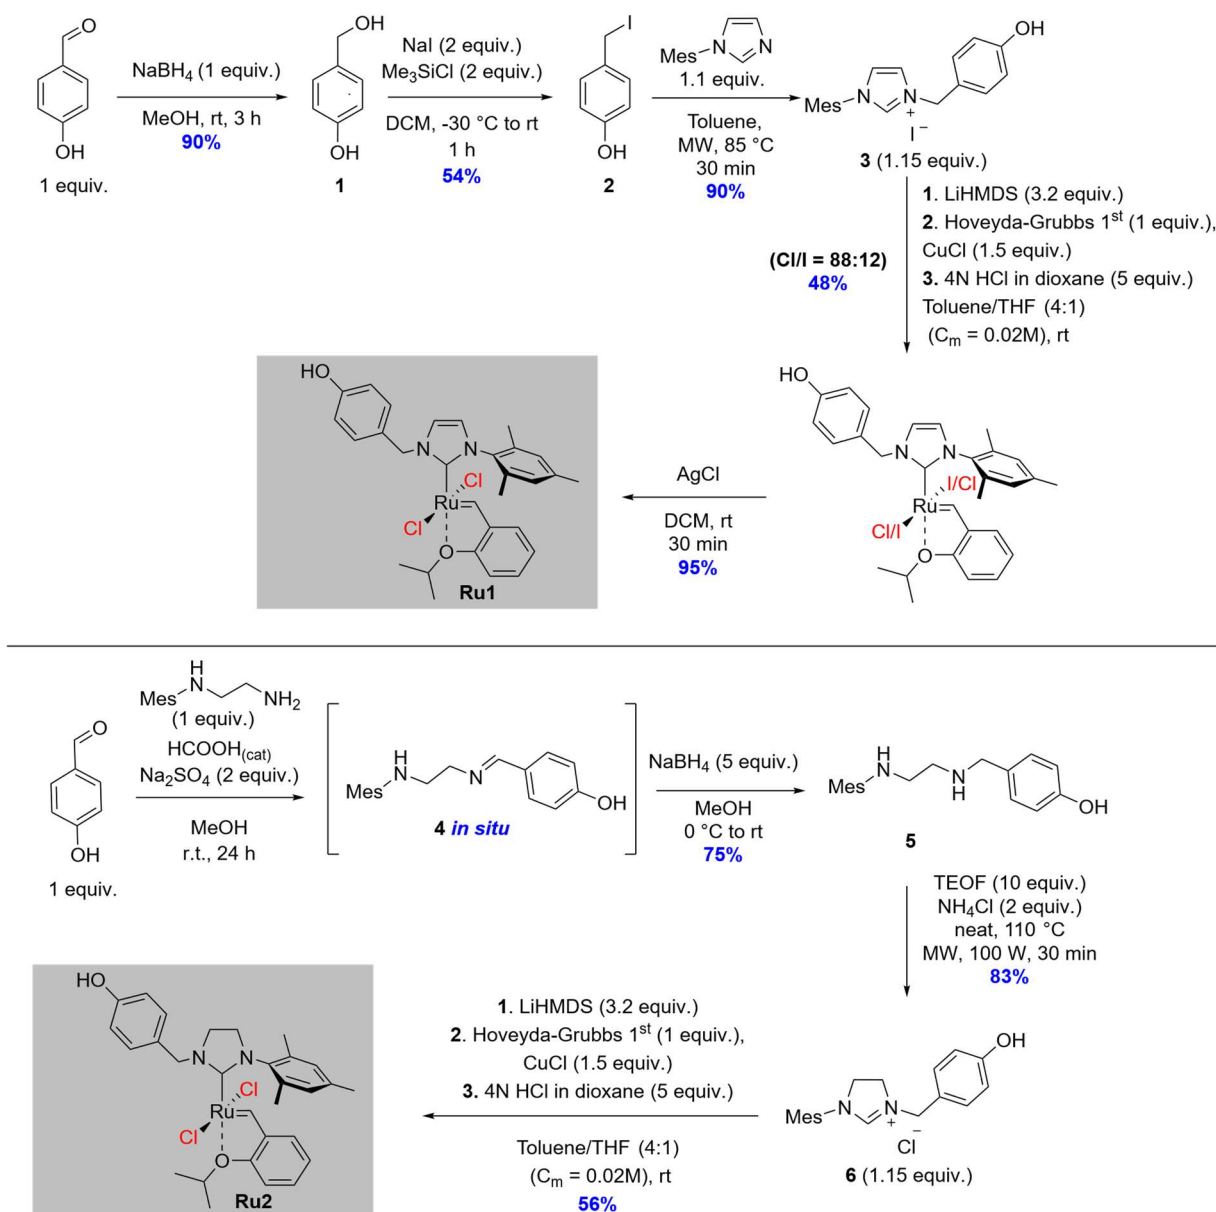 OH
NaBH4 (1 equiv.)
MeOH, rt, 3 h
90%
O
OH
1 equiv.
OH
1
NaI (2 equiv.)
Me3SiCl (2 equiv.)
DCM, -30 °C to rt
1 h
54%
I
OH
2
Mes N N
1.1 equiv.
Toluene,
MW, 85 °C
30 min
90%
OH
Mes N N
+
I −
3 (1.15 equiv.)
1. LiHMDS (3.2 equiv.)
2. Hoveyda-Grubbs 1st (1 equiv.),
CuCl (1.5 equiv.)
3. 4N HCl in dioxane (5 equiv.)
Toluene/THF (4:1)
(Cm = 0.02M), rt
(Cl/I = 88:12)
48%
HO
N N
Cl
Ru
Cl
O
Ru1
AgCl
DCM, rt
30 min
95%
HO
N N
I/Cl
Ru
Cl/I
O
H
N
Mes NH2
(1 equiv.)
HCOOH(cat)
Na2SO4 (2 equiv.)
MeOH
r.t., 24 h
O
OH
1 equiv.
H
N
Mes N
OH
4 in situ
NaBH4 (5 equiv.)
MeOH
0 °C to rt
75%
H
N
Mes N
H
OH
5
TEOF (10 equiv.)
NH4Cl (2 equiv.)
neat, 110 °C
MW, 100 W, 30 min
83%
HO
N N
Cl
Ru
Cl
O
Ru2
1. LiHMDS (3.2 equiv.)
2. Hoveyda-Grubbs 1st (1 equiv.),
CuCl (1.5 equiv.)
3. 4N HCl in dioxane (5 equiv.)
Toluene/THF (4:1)
(Cm = 0.02M), rt
56%
OH
Mes N N
+
−
Cl
6 (1.15 equiv.)